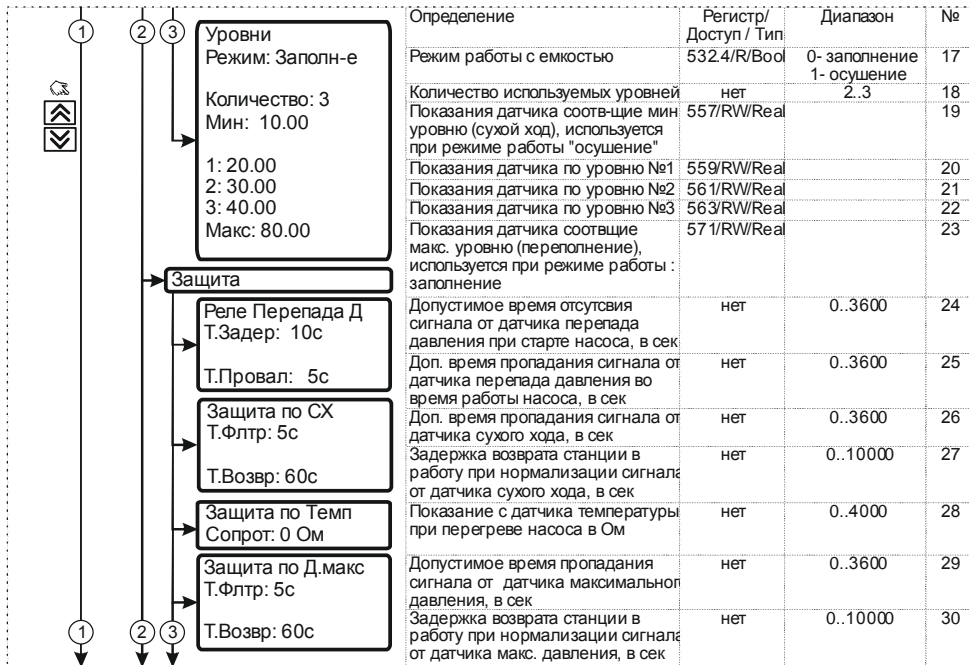 Определение Регистр/ Диапазон №
Доступ / Тип
1 2 3
Уровни
Режим: Заполн-е
Количество: 3
Мин: 10.00
1: 20.00
2: 30.00
3: 40.00
Макс: 80.00
Режим работы с емкостью 532.4/R/Bool 0- заполнение 17
1- осушение
Количество используемых уровней нет 2..3 18
Показания датчика соотв-щие мин 557/RW/Real 19
уровню (сухой ход), используется
при режиме работы "осушение"
Показания датчика по уровню №1 559/RW/Real 20
Показания датчика по уровню №2 561/RW/Real 21
Показания датчика по уровню №3 563/RW/Real 22
Показания датчика соотвщие 571/RW/Real 23
макс. уровню (переполнение),
используется при режиме работы :
заполнение
Защита
Реле Перепада Д
Т.Задер: 10с
Т.Провал: 5с
Допустимое время отсутсвия нет 0..3600 24
сигнала от датчика перепада
давления при старте насоса, в сек
Доп. время пропадания сигнала от нет 0..3600 25
датчика перепада давления во
время работы насоса, в сек
Защита по СХ
Т.Флтр: 5с
Т.Возвр: 60с
Доп. время пропадания сигнала от нет 0..3600 26
датчика сухого хода, в сек
Задержка возврата станции в нет 0..10000 27
работу при нормализации сигнала
от датчика сухого хода, в сек
Защита по Темп
Сопрот: 0 Ом
Показание с датчика температуры нет 0..4000 28
при перегреве насоса в Ом
Защита по Д.макс
Т.Фптр: 5с
Т.Возвр: 60с
Допустимое время пропадания нет 0..3600 29
сигнала от датчика максимальног
давления, в сек
Задержка возврата станции в нет 0..10000 30
работу при нормализации сигнала
от датчика макс. давления, в сек
1 2 3